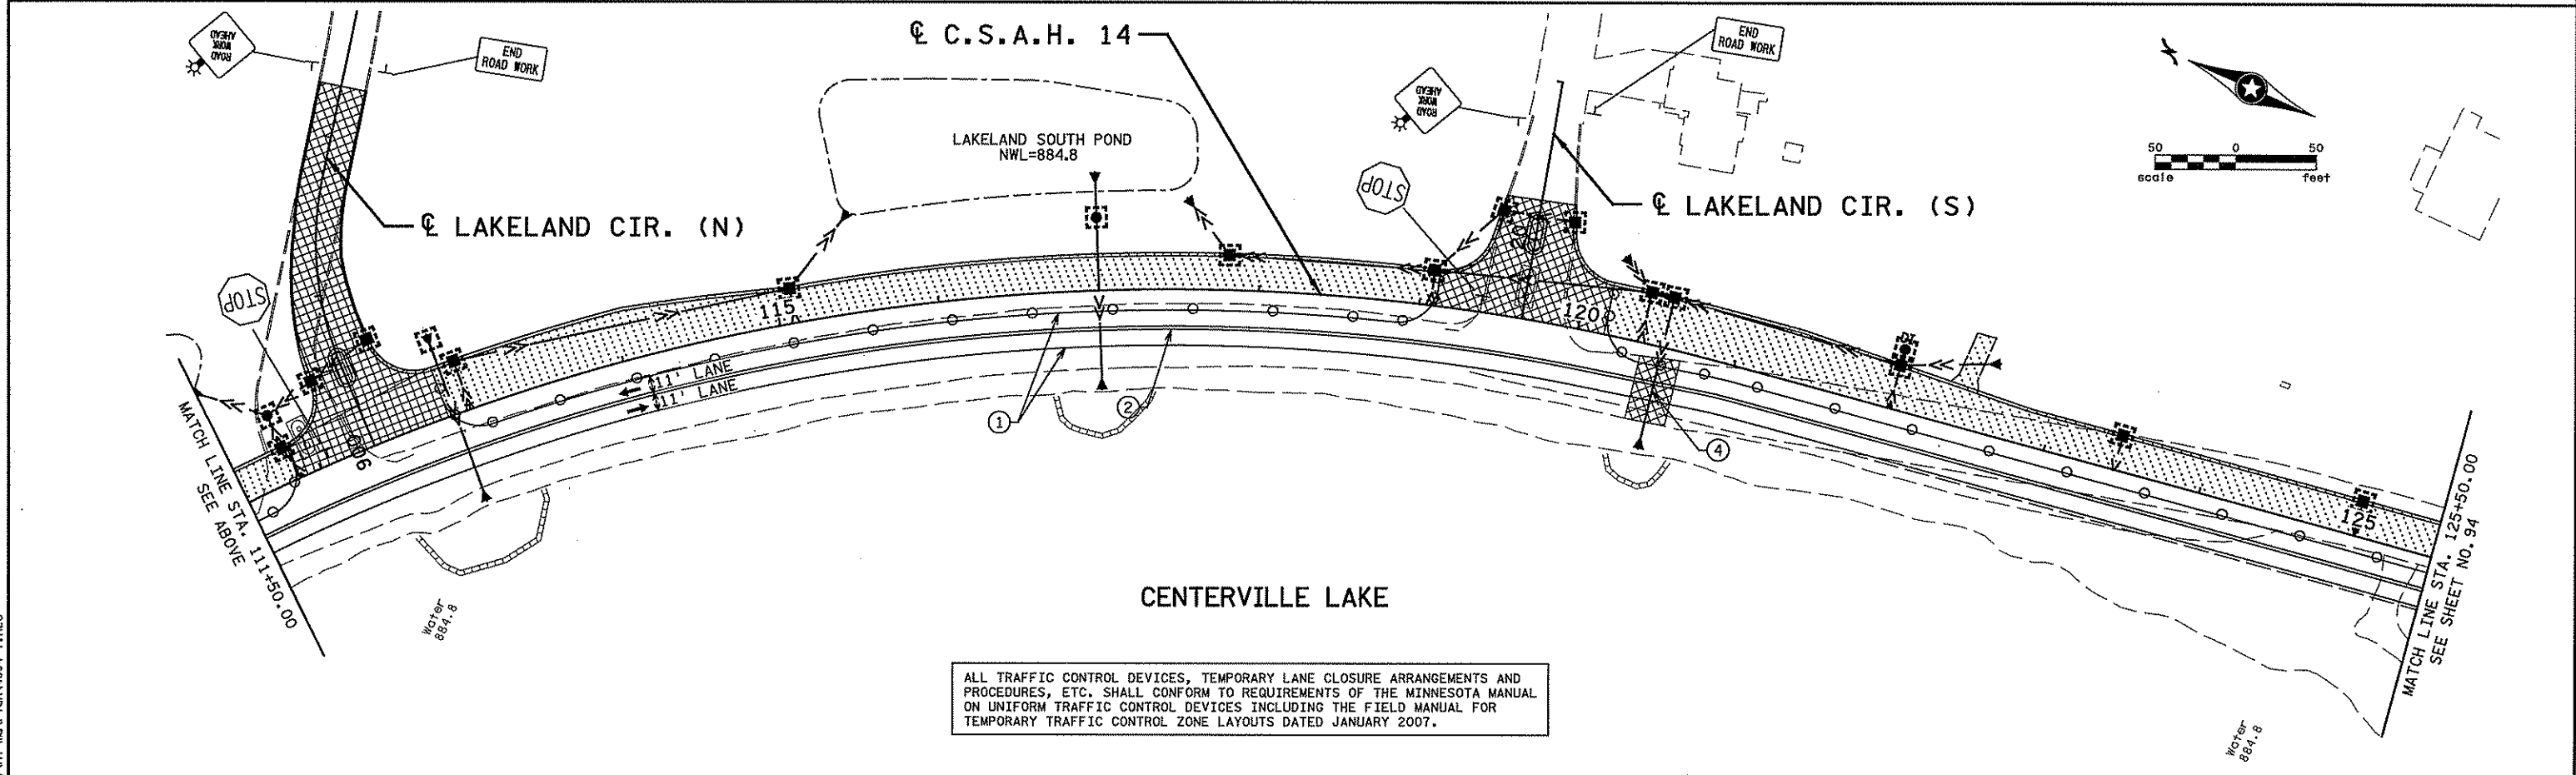 ℄ C.S.A.H. 14
ROAD
WORK
AHEAD
END
ROAD WORK
END
ROAD WORK
ROAD
WORK
AHEAD
LAKELAND SOUTH POND
NWL=884.8
50 0 50
scale feet
STOP
℄ LAKELAND CIR. (S)
℄ LAKELAND CIR. (N)
STOP
115
120
DI
11' LANE
11' LANE
1
2
4
906
125
MATCH LINE STA. 111+50.00
SEE ABOVE
MATCH LINE STA. 125+50.00
SEE SHEET NO. 94
CENTERVILLE LAKE
Water
884.8
Water
884.8
ALL TRAFFIC CONTROL DEVICES, TEMPORARY LANE CLOSURE ARRANGEMENTS AND
PROCEDURES, ETC. SHALL CONFORM TO REQUIREMENTS OF THE MINNESOTA MANUAL
ON UNIFORM TRAFFIC CONTROL DEVICES INCLUDING THE FIELD MANUAL FOR
TEMPORARY TRAFFIC CONTROL ZONE LAYOUTS DATED JANUARY 2007.